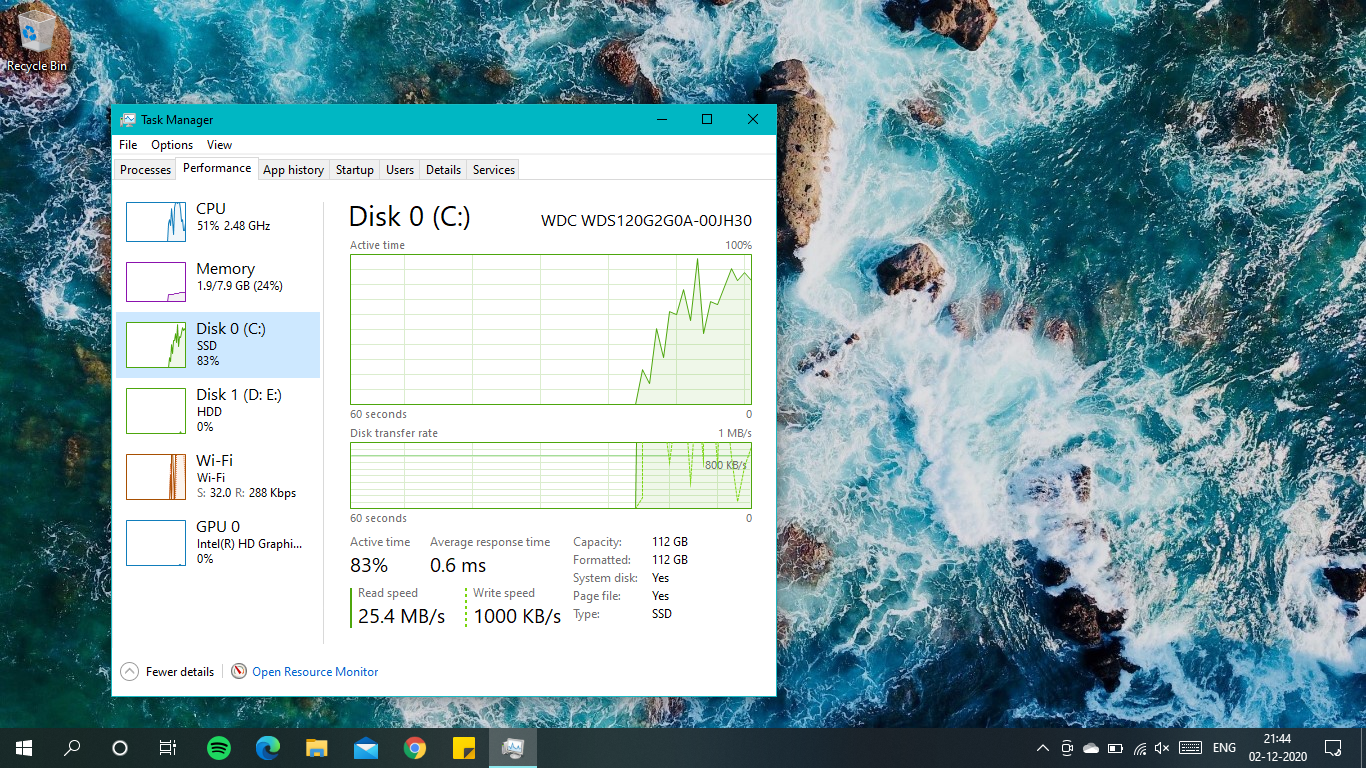 Recycle Bin
Task Manager
File Options View
Processes Performance App history Startup Users Details Services
CPU
51% 2.48 GHz
Memory
1.9/7.9 GB (24%)
Disk 0 (C:)
SSD
83%
Disk 1 (D: E:)
HDD
0%
Wi-Fi
Wi-Fi
S: 32.0 R: 288 Kbps
GPU 0
Intel(R) HD Graphi...
0%
Disk 0 (C:) WDC WDS120G2G0A-00JH30
Active time 100%
60 seconds 0
Disk transfer rate 1 MB/s
800 KB/s
60 seconds 0
Active time Average response time
83% 0.6 ms
Read speed Write speed
25.4 MB/s 1000 KB/s
Capacity: 112 GB
Formatted: 112 GB
System disk: Yes
Page file: Yes
Type: SSD
Fewer details Open Resource Monitor
ENG
21:44
02-12-2020